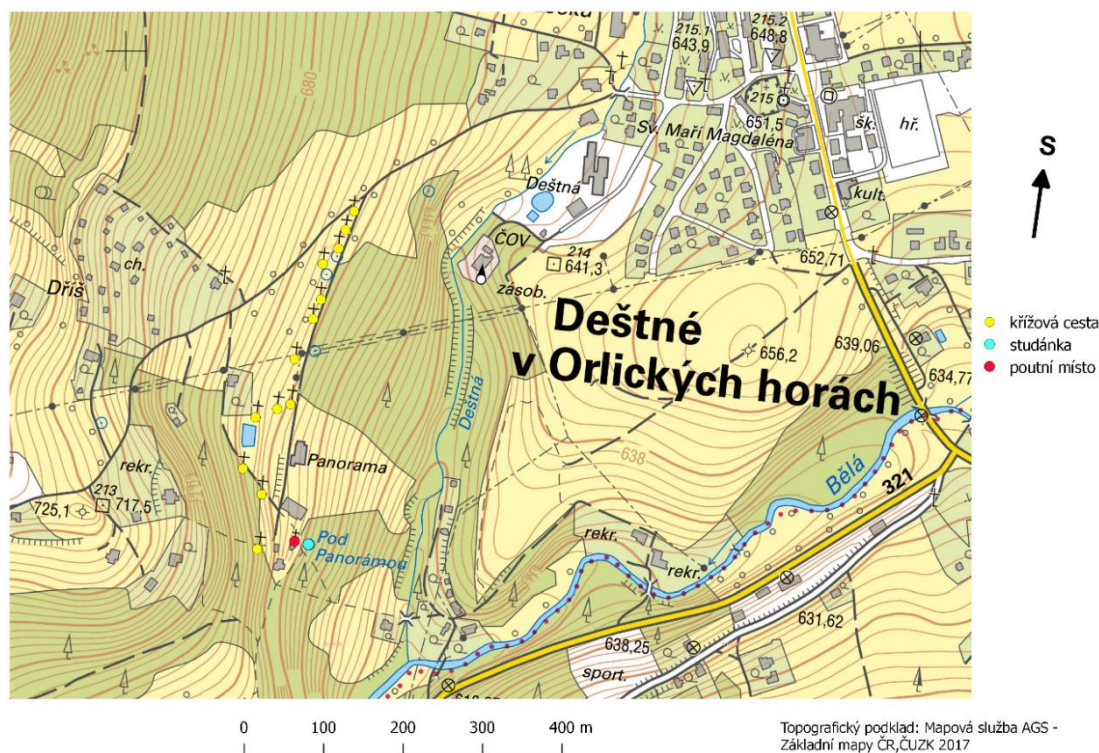 215.1
643,9
215.2
648,8
680
215
651,5
šk.
hř.
Sv. Maří Magdaléna
S
Deštná
kult.
ČOV
214
641,3
652,71
ch.
Dříš
zásob.
Deštné
v Orlických horách
656,2
639,06
634,77
křížová cesta
studánka
poutní místo
Deštná
638
Bělá
321
rekr.
Panorama
213
717,5
725,1
Pod
Panorámou
rekr.
rekr.
631,62
638,25
sport.
0 100 200 300 400 m
Topografický podklad: Mapová služba AGS -
Základní mapy ČR,ČUZK 2017